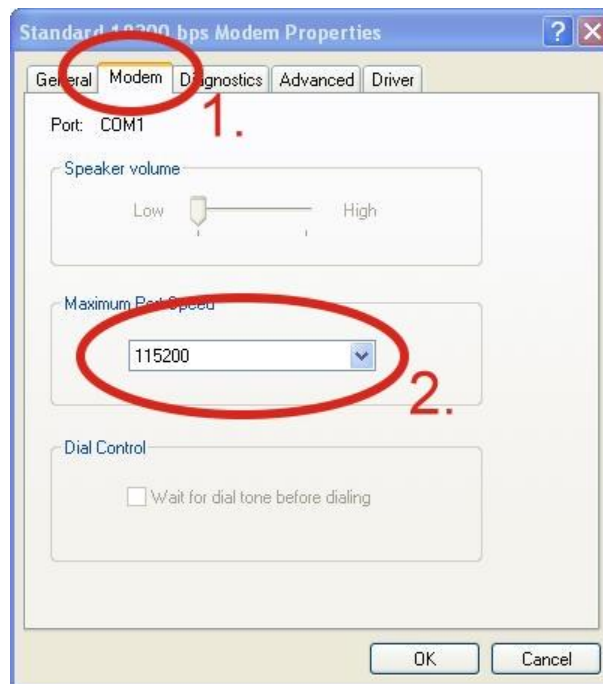 Standard 19200 bps Modem Properties
General Modem Diagnostics Advanced Driver
1.
Port: COM1
Speaker volume
Low High
Maximum Port Speed
115200
2.
Dial Control
Wait for dial tone before dialing
OK Cancel